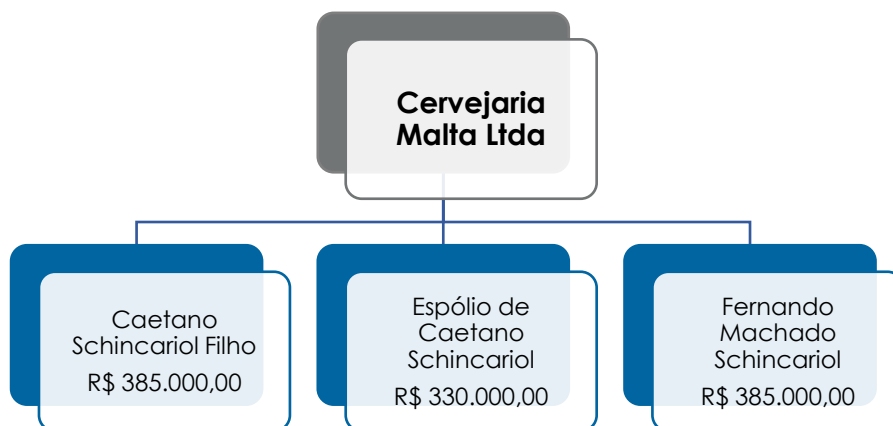 Cervejaria
Malta Ltda
Caetano
Schincariol Filho
R$ 385.000,00
Espólio de
Caetano
Schincariol
R$ 330.000,00
Fernando
Machado
Schincariol
R$ 385.000,00